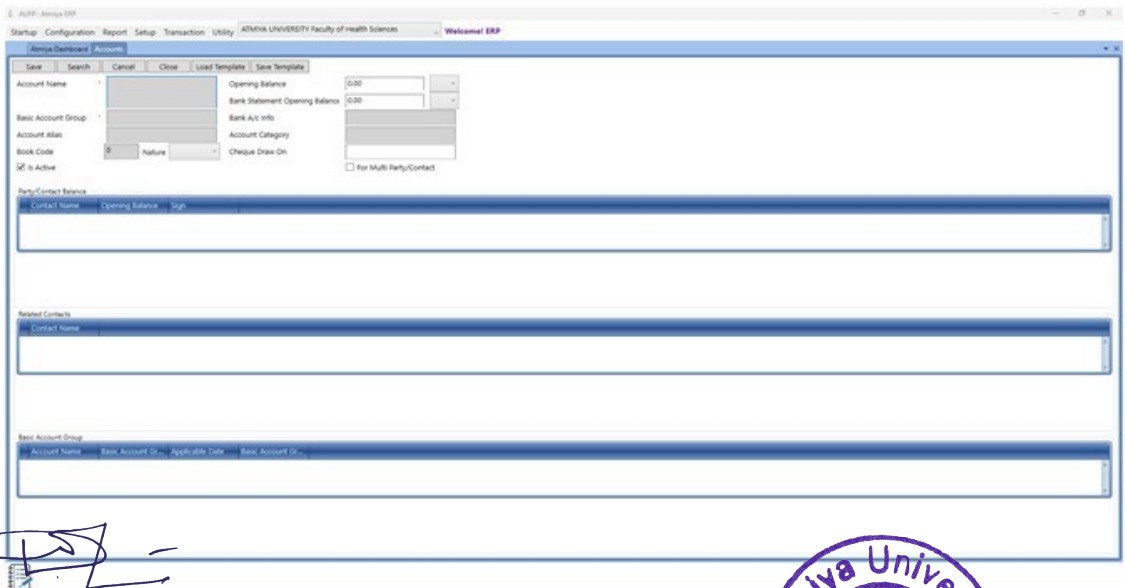 AUFP : Atmiya ERP
Startup Configuration Report Setup Transaction Utility ATMIYA UNIVERSITY Faculty of Health Sciences Welcome! ERP
Atmiya Dashboard Accounts
Save Search Cancel Close Load Template Save Template
Account Name * Opening Balance 0.00
Bank Statement Opening Balance 0.00
Basic Account Group * Bank A/c Info
Account Alias Account Category
Book Code 0 Nature Cheque Draw On
Is Active For Multi Party/Contact
Party/Contact Balance
Contact Name Opening Balance Sign
Related Contacts
Contact Name
Basic Account Group
Account Name Basic Account Gr... Applicable Date Basic Account Gr...
iya Unive